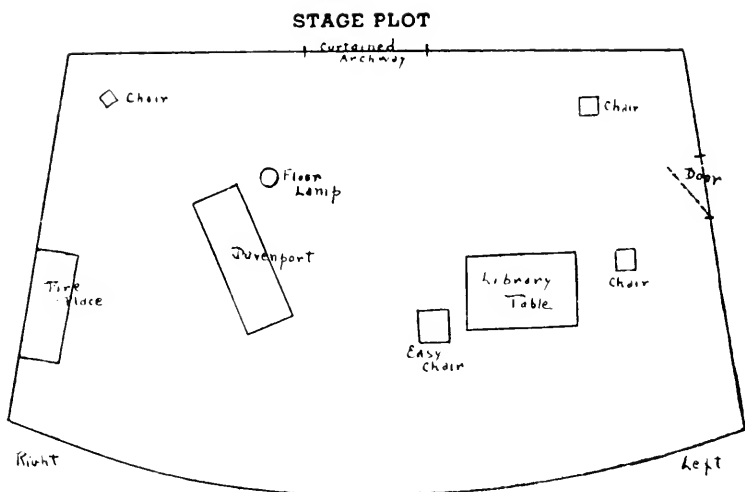 STAGE PLOT
Curtained
Archway
Chair
Chair
Door
Floor
Lamp
Davenport
Fire
Place
Library
Table
Chair
Easy
Chair
Right
Left